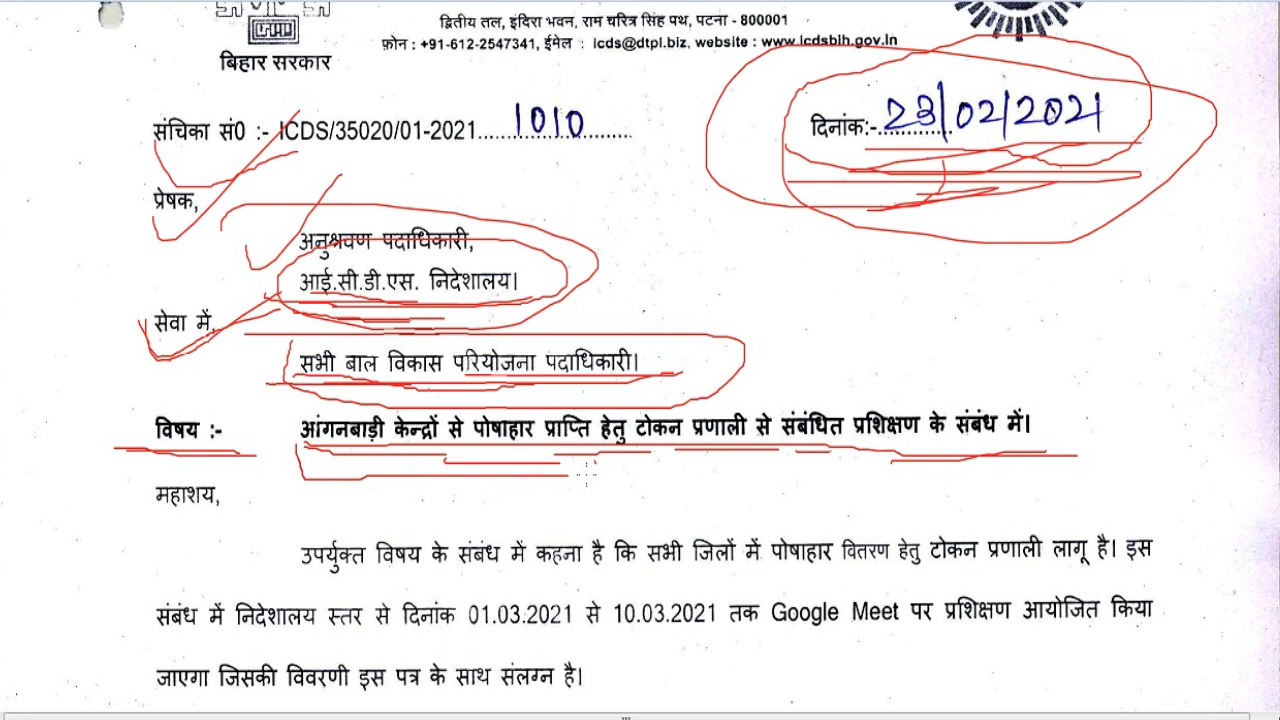 द्वितीय तल, इंदिरा भवन, राम चरित्र सिंह पथ, पटना - 800001
फ़ोन : +91-612-2547341, ईमेल : icds@dtpl.biz, website : www.icdsbih.gov.in
बिहार सरकार
संचिका सं0 :- ICDS/35020/01-2021......1010............
दिनांक:-.............23/02/2021
प्रेषक,
अनुश्रवण पदाधिकारी,
आई.सी.डी.एस. निदेशालय।
सेवा में,
सभी बाल विकास परियोजना पदाधिकारी।
विषय :- आंगनबाड़ी केन्द्रों से पोषाहार प्राप्ति हेतु टोकन प्रणाली से संबंधित प्रशिक्षण के संबंध में।
महाशय,
उपर्युक्त विषय के संबंध में कहना है कि सभी जिलों में पोषाहार वितरण हेतु टोकन प्रणाली लागू है। इस
संबंध में निदेशालय स्तर से दिनांक 01.03.2021 से 10.03.2021 तक Google Meet पर प्रशिक्षण आयोजित किया
जाएगा जिसकी विवरणी इस पत्र के साथ संलग्न है।